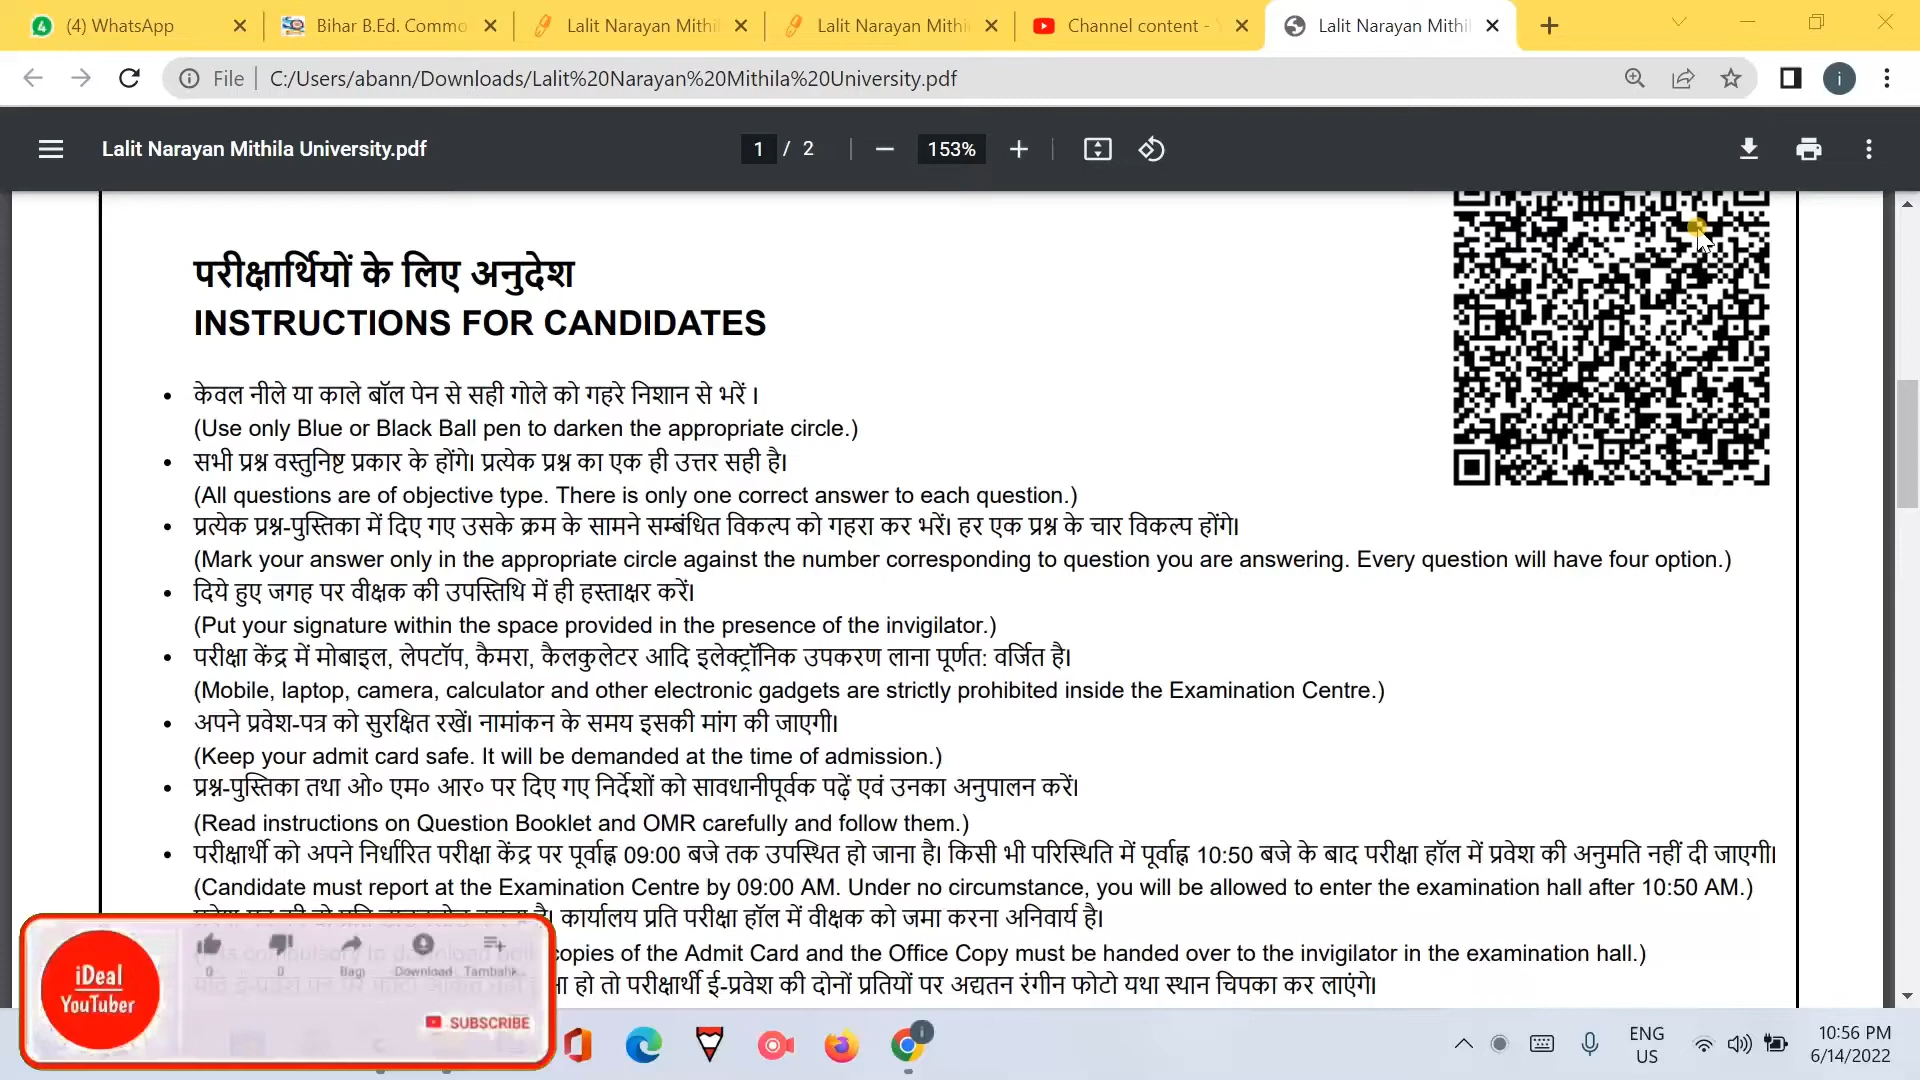 (4) WhatsApp
Bihar B.Ed. Commo
Lalit Narayan Mithil
Lalit Narayan Mithi
Channel content -
Lalit Narayan Mithil
File
C:/Users/abann/Downloads/Lalit%20Narayan%20Mithila%20University.pdf
i
Lalit Narayan Mithila University.pdf
1 / 2
153%
परीक्षार्थियों के लिए अनुदेश
INSTRUCTIONS FOR CANDIDATES
• केवल नीले या काले बॉल पेन से सही गोले को गहरे निशान से भरें ।
(Use only Blue or Black Ball pen to darken the appropriate circle.)
• सभी प्रश्न वस्तुनिष्ट प्रकार के होंगे। प्रत्येक प्रश्न का एक ही उत्तर सही है।
(All questions are of objective type. There is only one correct answer to each question.)
• प्रत्येक प्रश्न-पुस्तिका में दिए गए उसके क्रम के सामने सम्बंधित विकल्प को गहरा कर भरें। हर एक प्रश्न के चार विकल्प होंगे।
(Mark your answer only in the appropriate circle against the number corresponding to question you are answering. Every question will have four option.)
• दिये हुए जगह पर वीक्षक की उपस्तिथि में ही हस्ताक्षर करें।
(Put your signature within the space provided in the presence of the invigilator.)
• परीक्षा केंद्र में मोबाइल, लेपटॉप, कैमरा, कैलकुलेटर आदि इलेक्ट्रॉनिक उपकरण लाना पूर्णत: वर्जित है।
(Mobile, laptop, camera, calculator and other electronic gadgets are strictly prohibited inside the Examination Centre.)
• अपने प्रवेश-पत्र को सुरक्षित रखें। नामांकन के समय इसकी मांग की जाएगी।
(Keep your admit card safe. It will be demanded at the time of admission.)
• प्रश्न-पुस्तिका तथा ओ० एम० आर० पर दिए गए निर्देशों को सावधानीपूर्वक पढ़ें एवं उनका अनुपालन करें।
(Read instructions on Question Booklet and OMR carefully and follow them.)
• परीक्षार्थी को अपने निर्धारित परीक्षा केंद्र पर पूर्वाह्न 09:00 बजे तक उपस्थित हो जाना है। किसी भी परिस्थिति में पूर्वाह्न 10:50 बजे के बाद परीक्षा हॉल में प्रवेश की अनुमति नहीं दी जाएगी।
(Candidate must report at the Examination Centre by 09:00 AM. Under no circumstance, you will be allowed to enter the examination hall after 10:50 AM.)
है। कार्यालय प्रति परीक्षा हॉल में वीक्षक को जमा करना अनिवार्य है।
copies of the Admit Card and the Office Copy must be handed over to the invigilator in the examination hall.)
हो तो परीक्षार्थी ई-प्रवेश की दोनों प्रतियों पर अद्यतन रंगीन फोटो यथा स्थान चिपका कर लाएंगे।
iDeal
YouTuber
0 0 Bagi Download Tambahk..
SUBSCRIBE
ENG
US
10:56 PM
6/14/2022